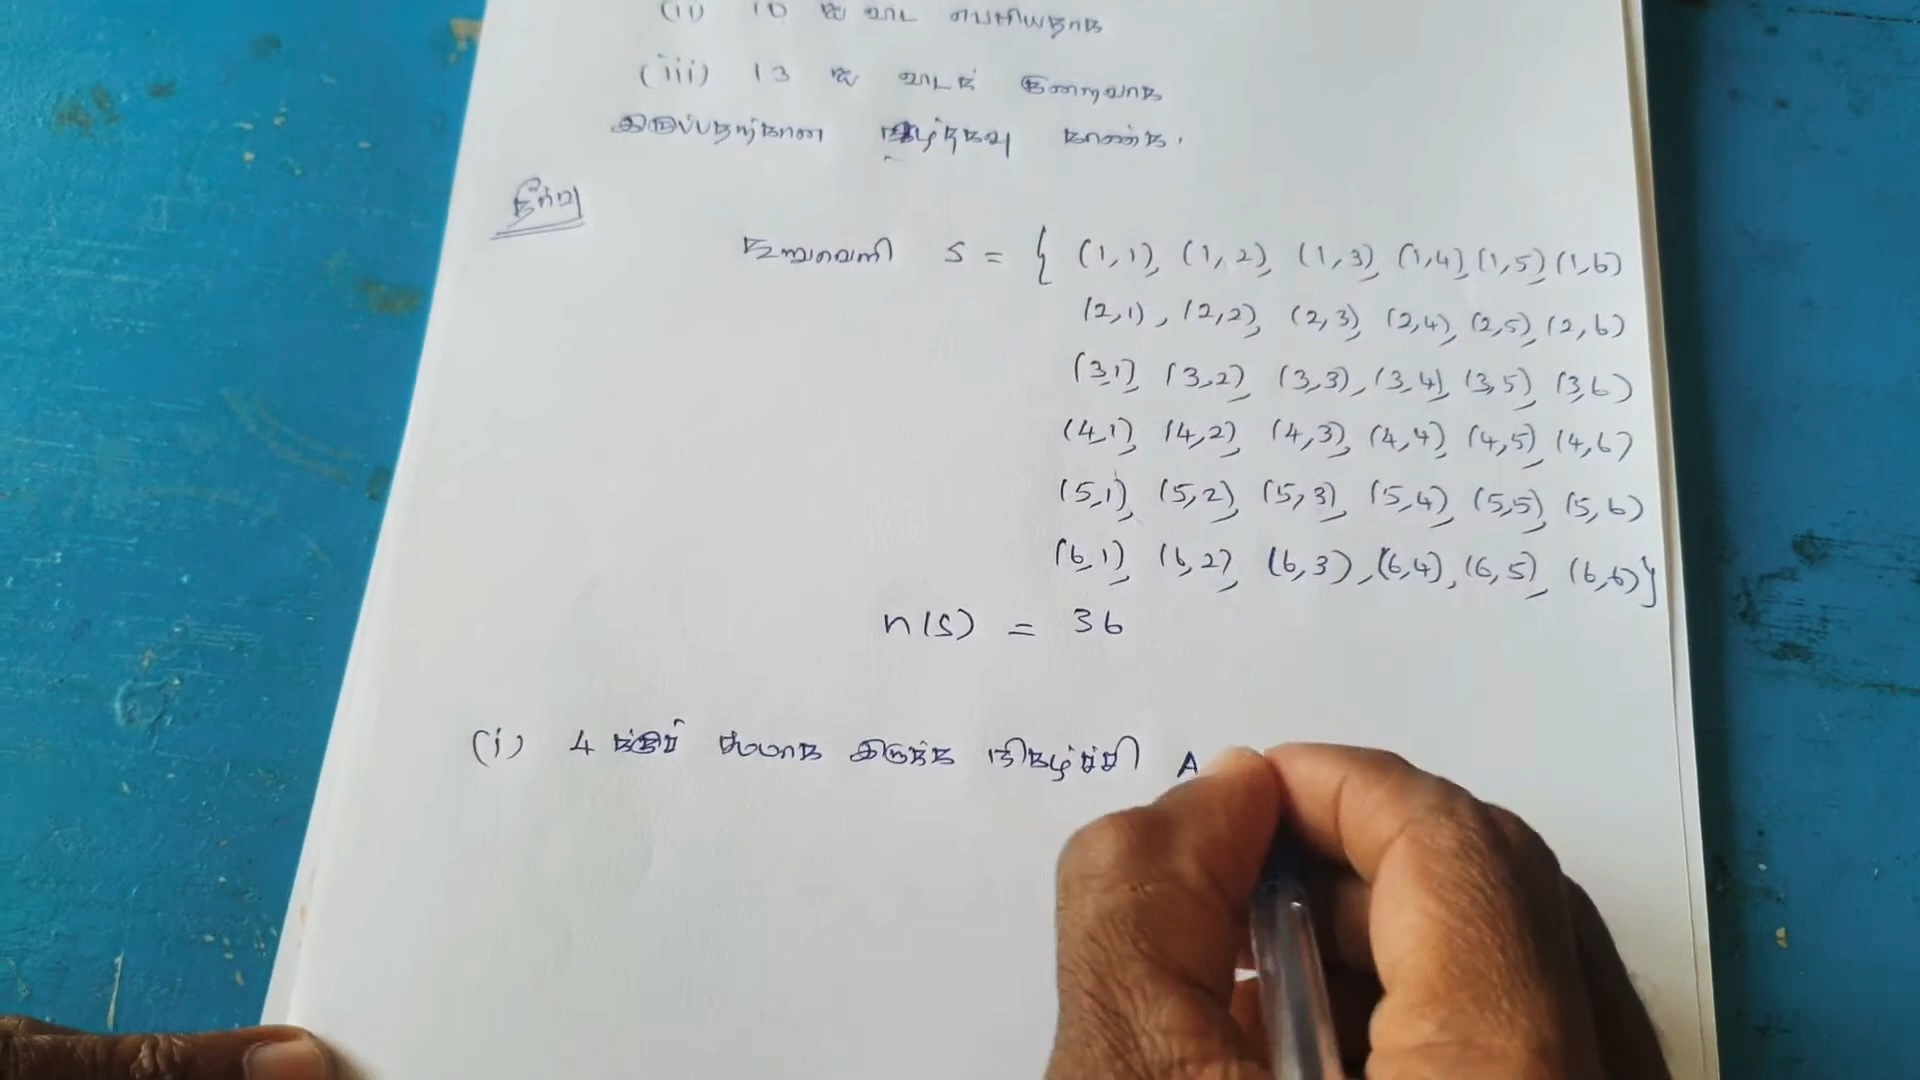 (ii) 10 ஐ விட பெரியதாக
(iii) 13 ஐ விடக் குறைவாக
இருப்பதற்கான நிகழ்தகவு காண்க.
தீர்வு
கூறுவெளி S = { (1,1), (1,2), (1,3), (1,4), (1,5) (1,6)
(2,1), (2,2), (2,3), (2,4), (2,5), (2,6)
(3,1), (3,2), (3,3), (3,4), (3,5), (3,6)
(4,1), (4,2), (4,3), (4,4), (4,5), (4,6)
(5,1), (5,2), (5,3), (5,4), (5,5), (5,6)
(6,1), (6,2), (6,3), (6,4), (6,5), (6,6)}
n(S) = 36
(i) 4 க்குச் சமமாக இருக்க நிகழ்ச்சி A